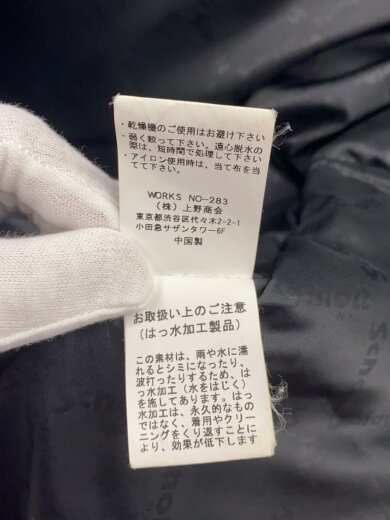 ・乾燥機のご使用はお避け下さい
・弱く絞って下さい。遠心脱水の
際は、短時間で処理して下さい
・アイロン使用時は、当て布を当
てて下さい。
WORKS NO-283
(株)上野商会
東京都渋谷区代々木2-2-1
小田急サザンタワー6F
中国製
お取扱い上のご注意
(はっ水加工製品)
この素材は、雨や水に濡
れるとシミになったり、
波打ったりするため、は
っ水加工(水をはじく)
を施してあります。はっ
水加工は、永久的なもの
ではなく、着用やクリー
ニングをくり返すことに
より、効果が低下します